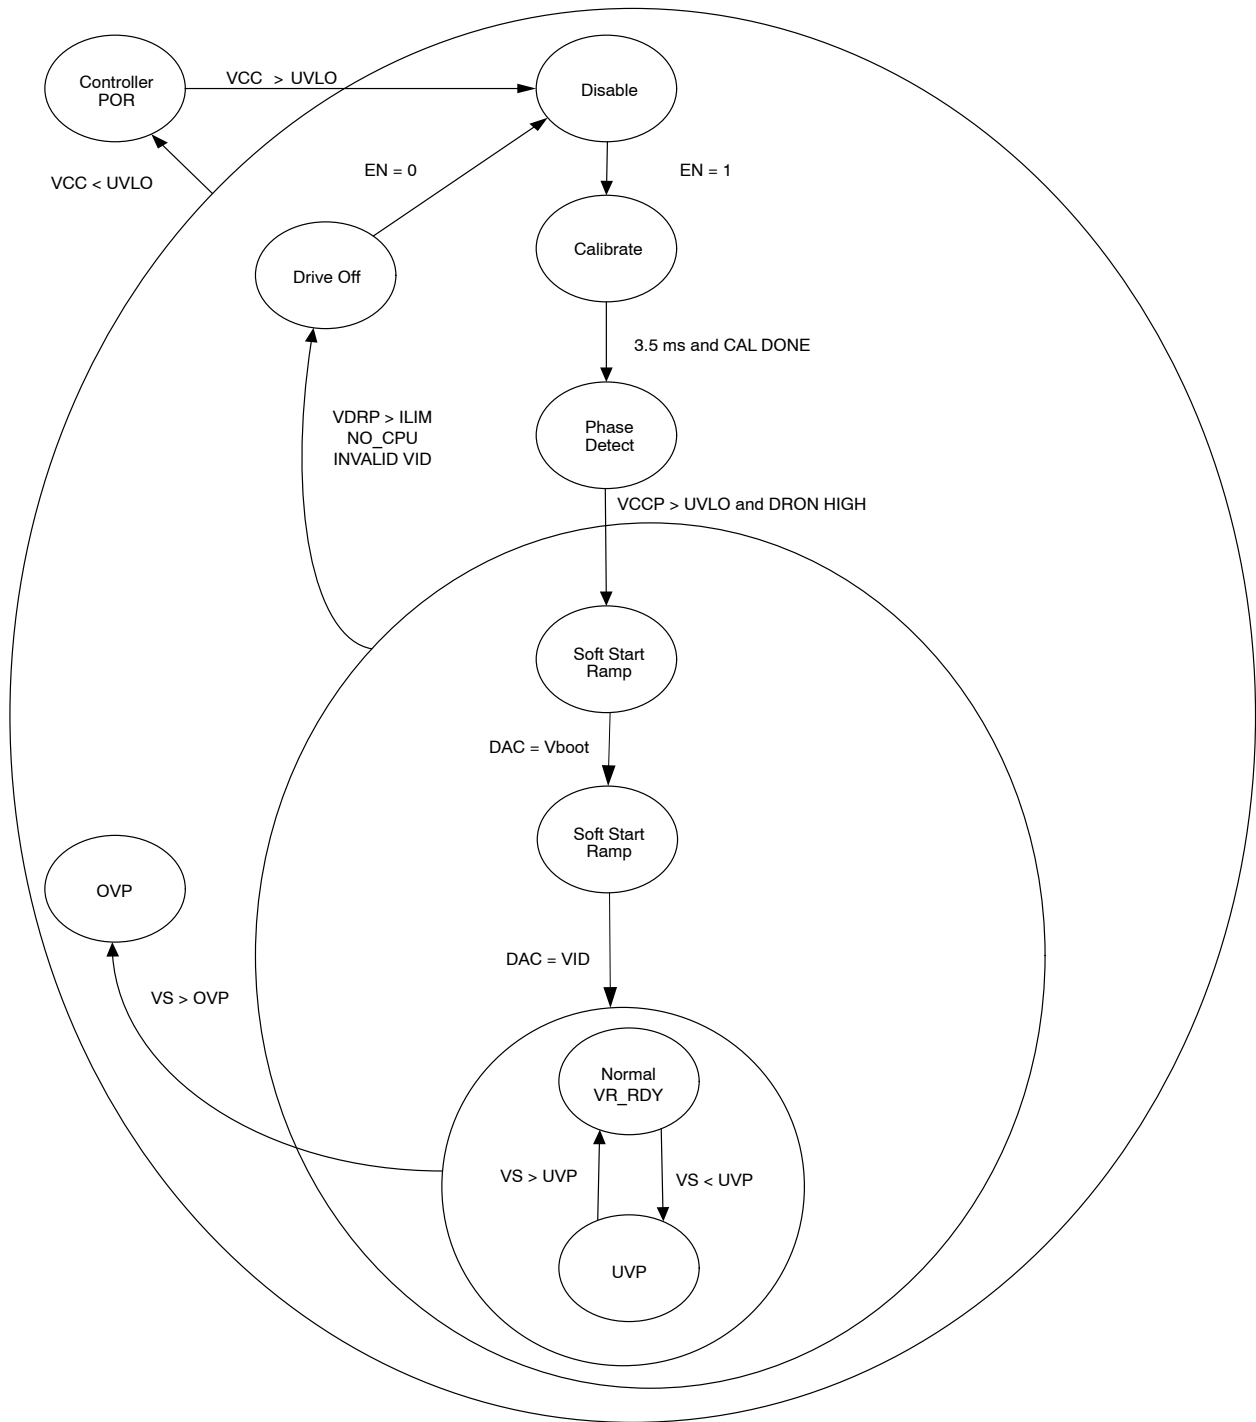 Controller
POR
VCC > UVLO
Disable
VCC < UVLO
EN = 0
EN = 1
Drive Off
Calibrate
3.5 ms and CAL DONE
VDRP > ILIM
NO_CPU
INVALID VID
Phase
Detect
VCCP > UVLO and DRON HIGH
Soft Start
Ramp
DAC = Vboot
Soft Start
Ramp
OVP
DAC = VID
VS > OVP
Normal
VR_RDY
VS > UVP
VS < UVP
UVP